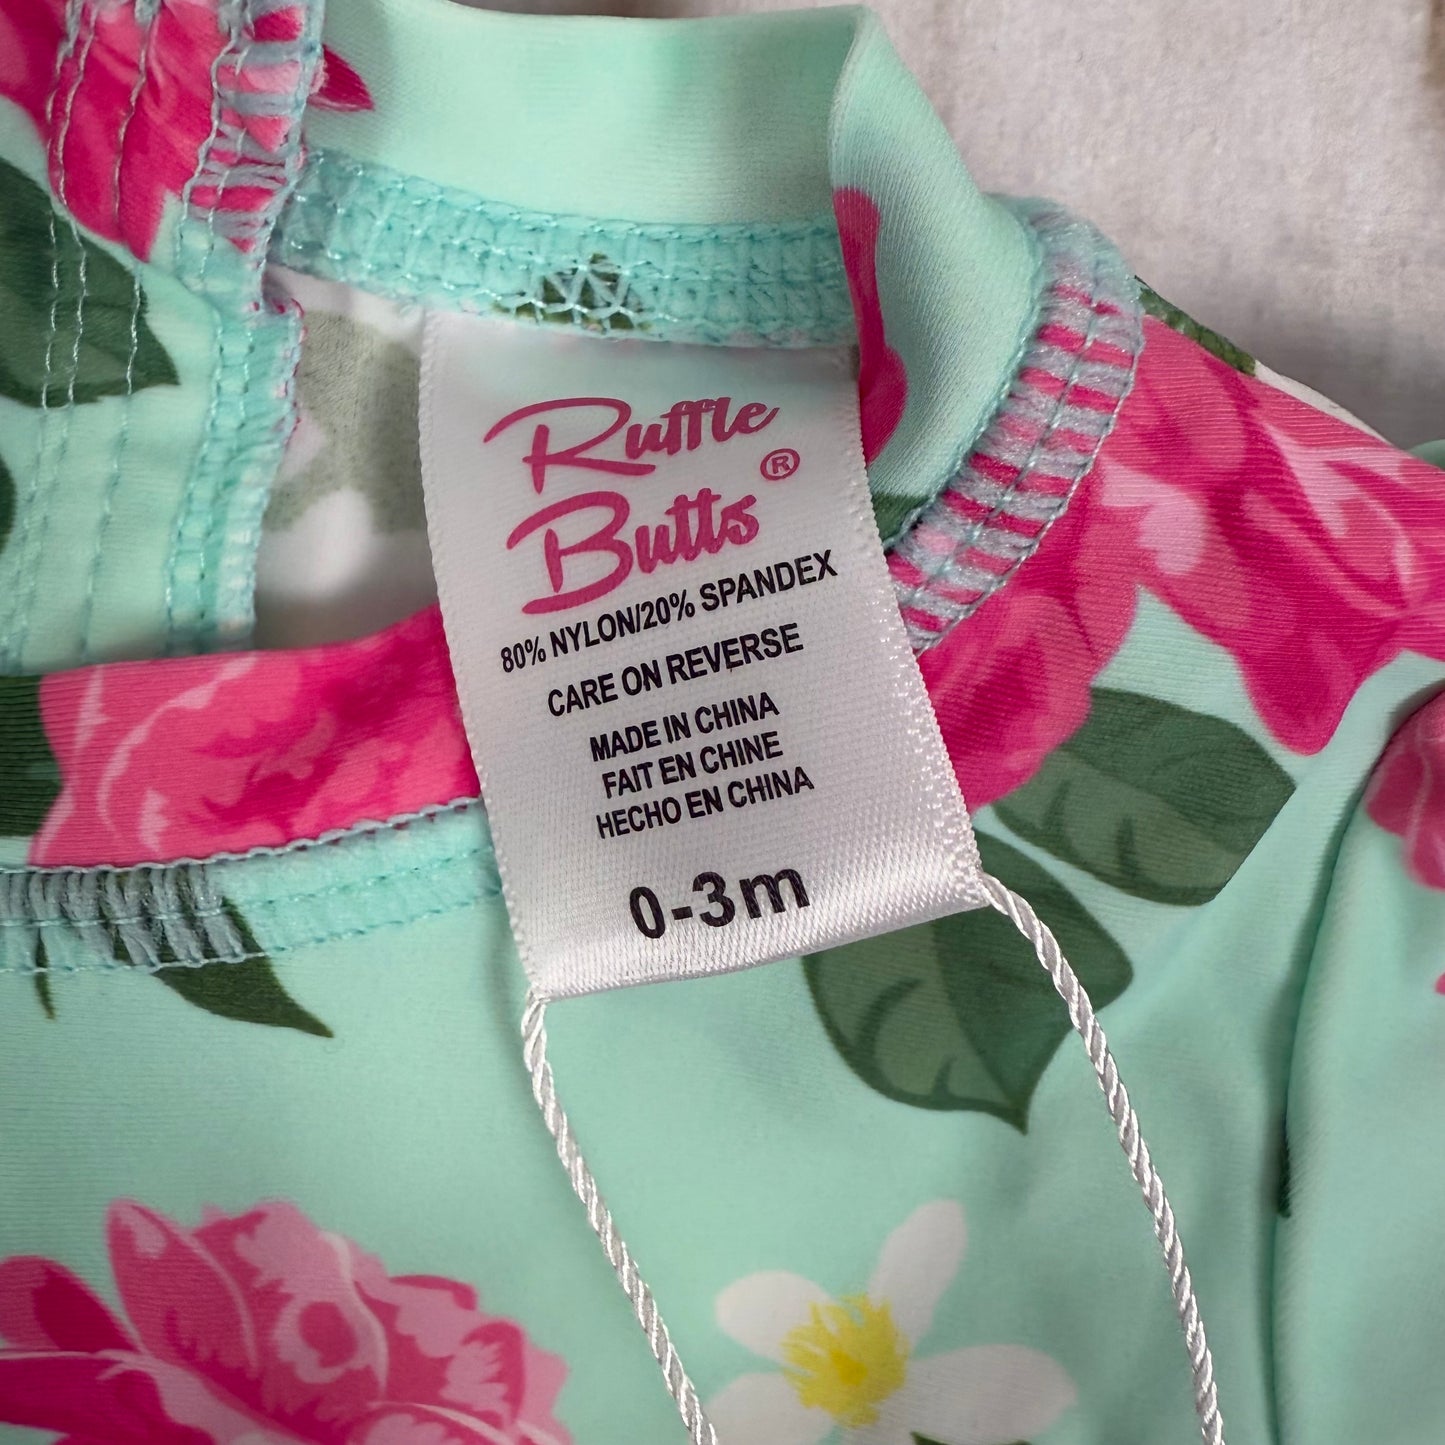 Ruffle
Butts®
80% NYLON/20% SPANDEX
CARE ON REVERSE
MADE IN CHINA
FAIT EN CHINE
HECHO EN CHINA
0-3m